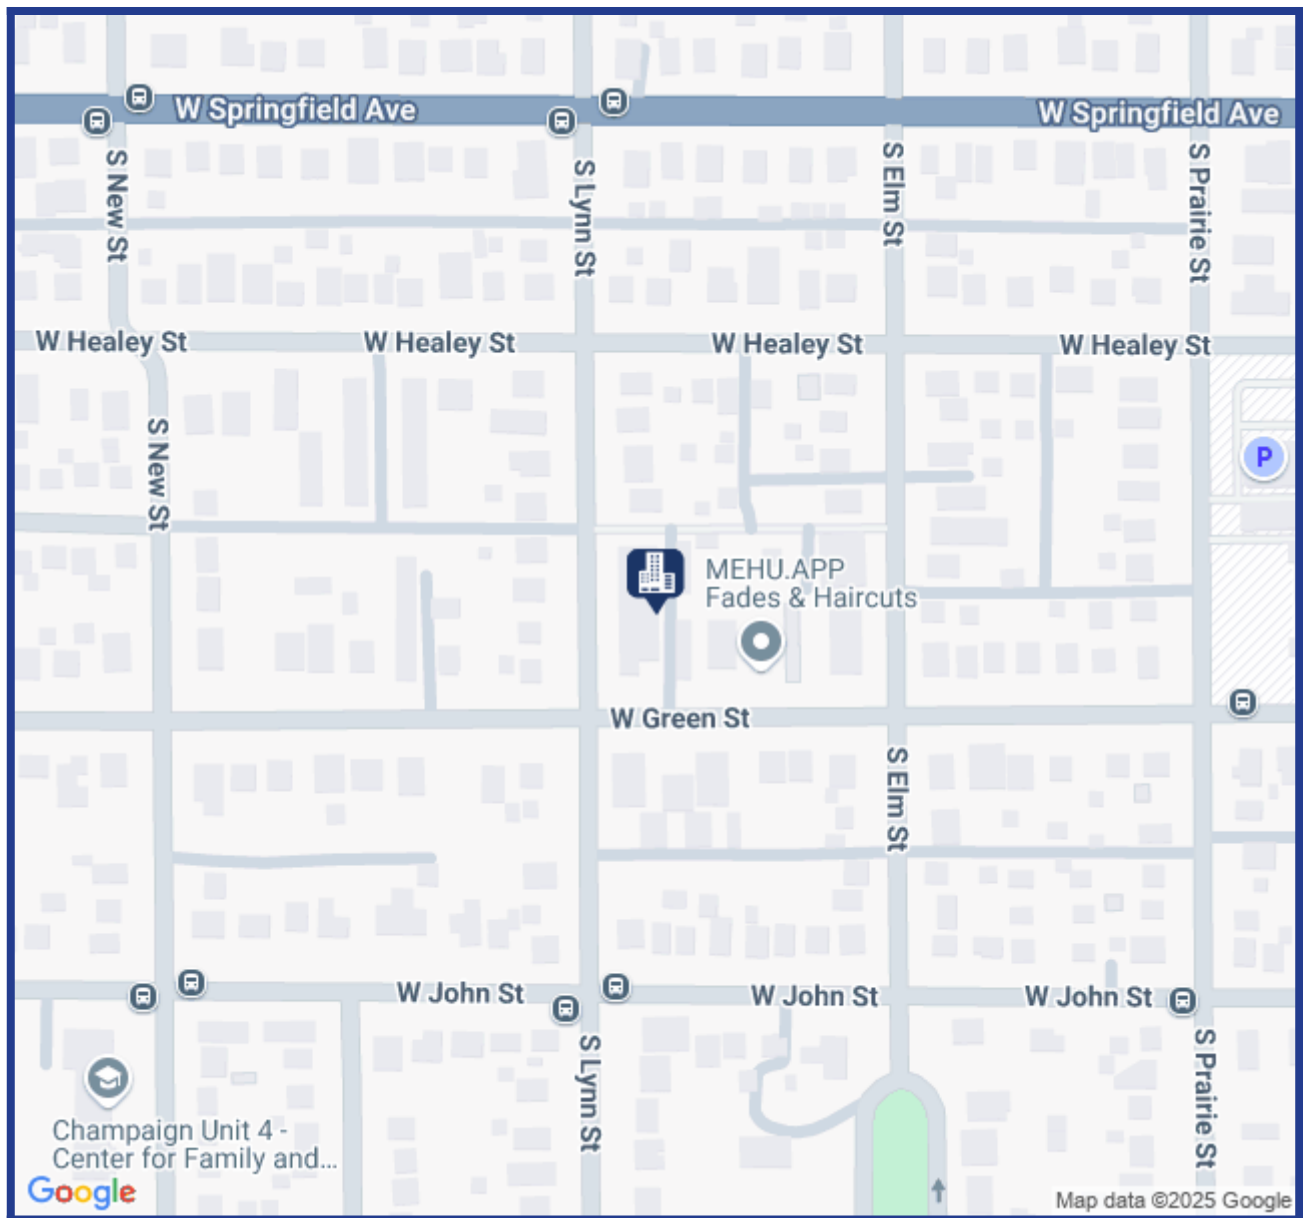 W Springfield Ave
W Springfield Ave
S New St
S Lynn St
S Elm St
S Prairie St
W Healey St
W Healey St
W Healey St
W Healey St
S New St
P
MEHU.APP
Fades & Haircuts
W Green St
S Elm St
W John St
W John St
W John St
S Lynn St
S Prairie St
Champaign Unit 4 -
Center for Family and...
Google
Map data ©2025 Google